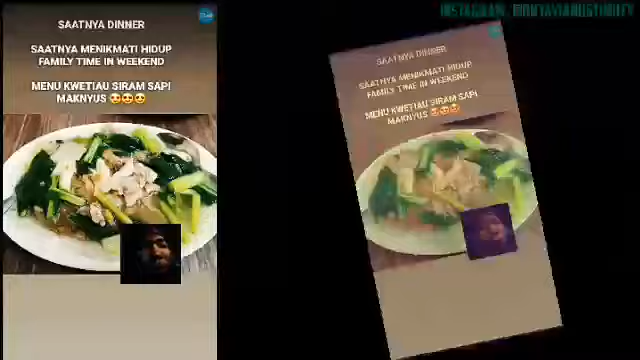 SAATNYA DINNER
SAATNYA MENIKMATI HIDUP
FAMILY TIME IN WEEKEND
MENU KWETIAU SIRAM SAPI
MAKNYUS 😍😍😍
SAATNYA DINNER
SAATNYA MENIKMATI HIDUP
FAMILY TIME IN WEEKEND
MENU KWETIAU SIRAM SAPI
MAKNYUS 😍😍😍
INSTAGRAM: